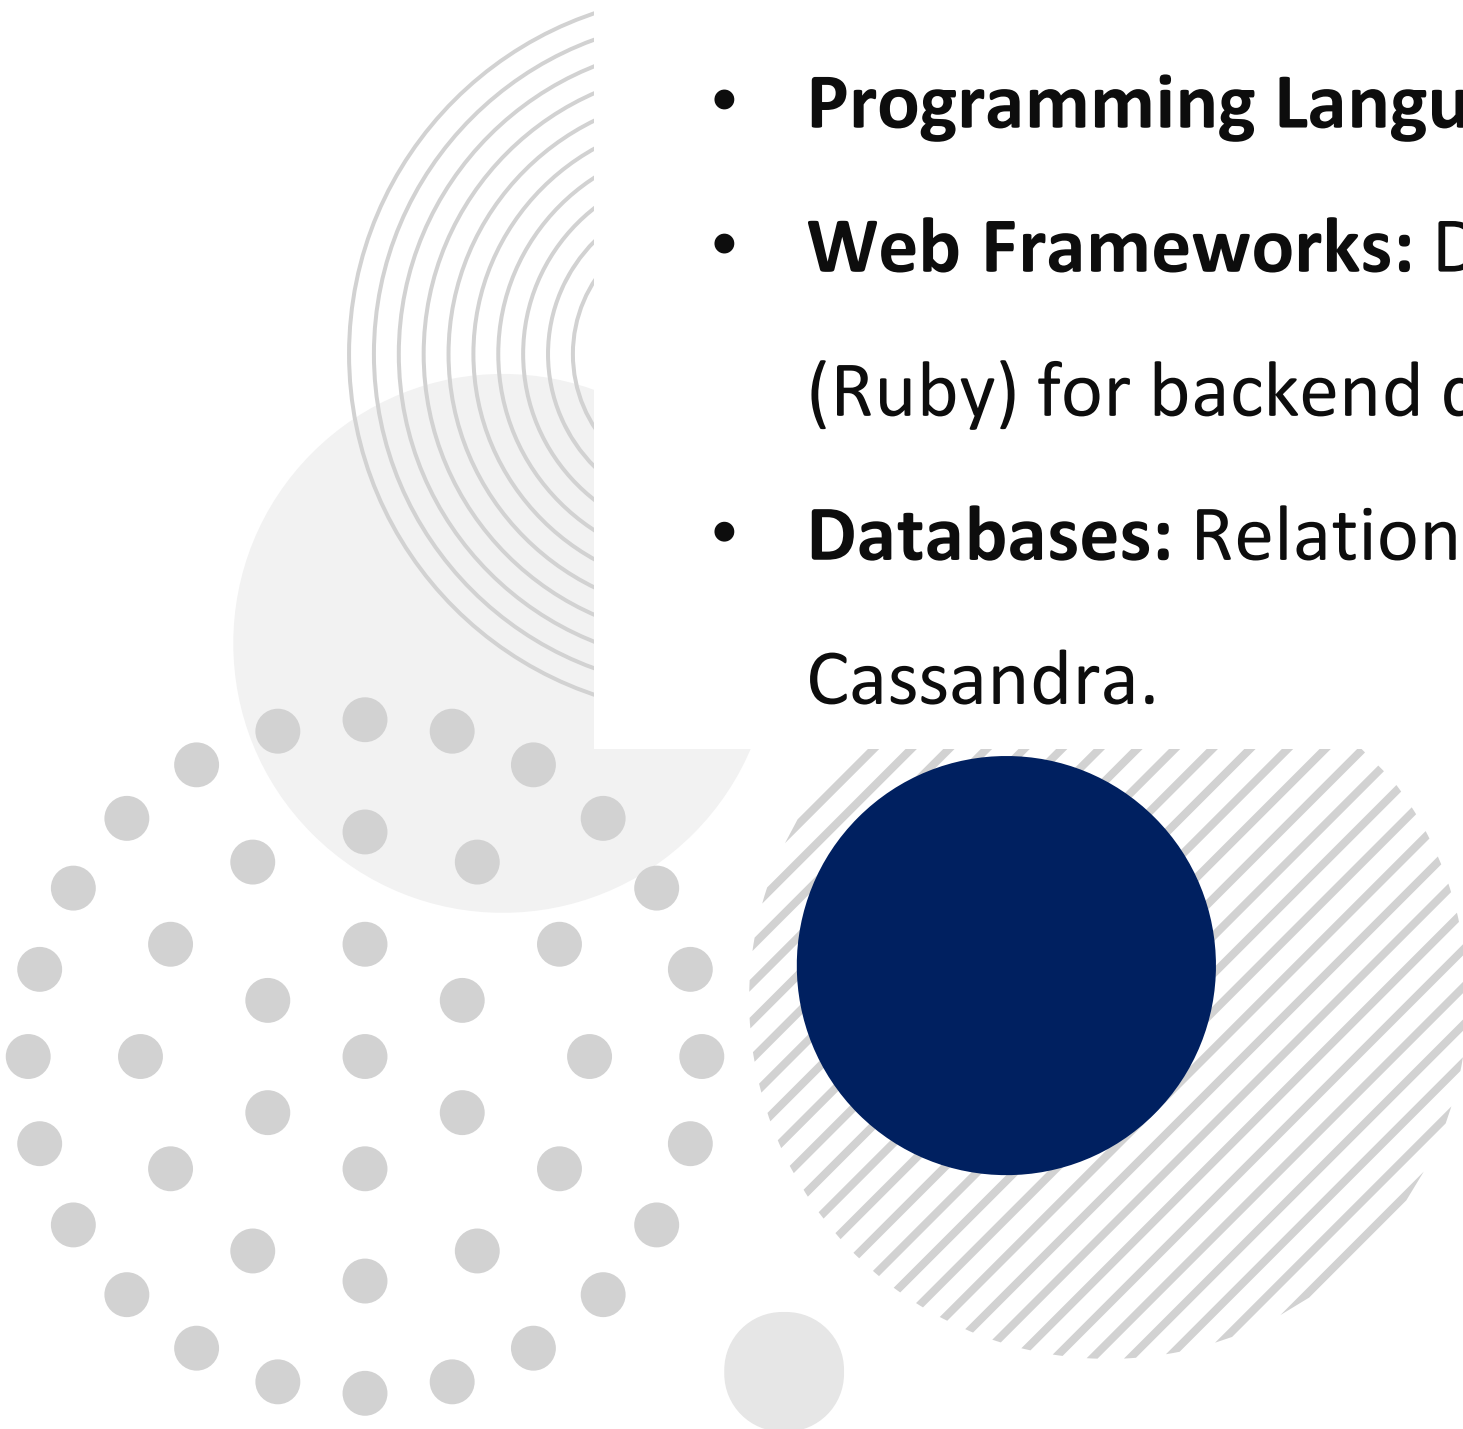 • Programming Langu
• Web Frameworks:
(Ruby) for backend
• Databases: Relation
Cassandra.